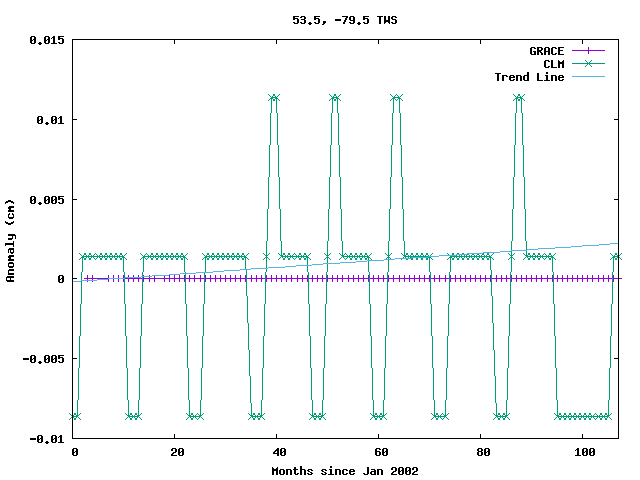 53.5, -79.5 TWS
0.015
GRACE
CLM
Trend Line
0.01
0.005
Anomaly (cm)
0
-0.005
-0.01
0 20 40 60 80 100
Months since Jan 2002